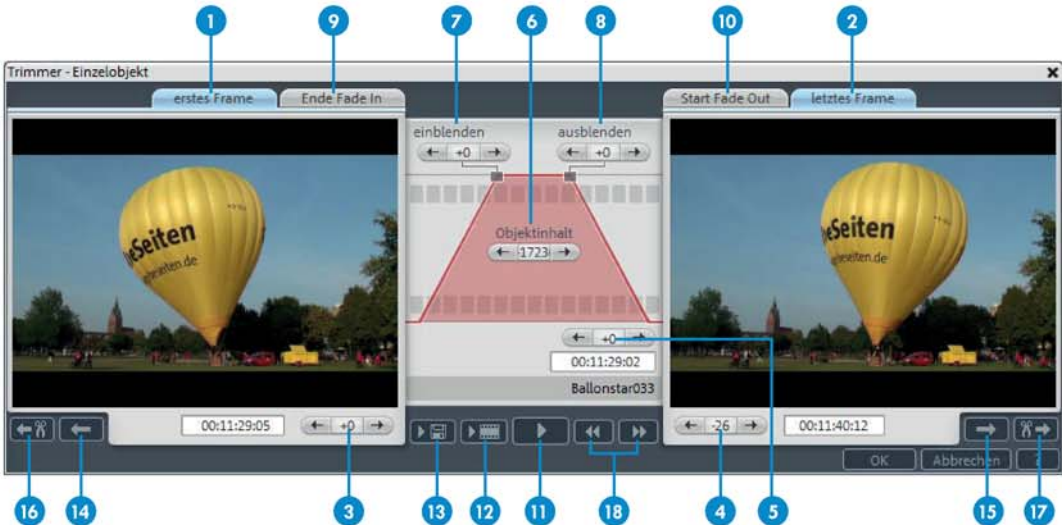 1 9 7 6 8 10 2
Trimmer - Einzelobjekt
erstes Frame Ende Fade In Start Fade Out letztes Frame
einblenden ausblenden
+0 +0
eSeiten eSeiten
Objektinhalt
-1723
+0
00:11:29:02
Ballonstar033
00:11:29:05 +0 -26 00:11:40:12
OK Abbrechen ?
16 14 3 13 12 11 18 4 5 15 17